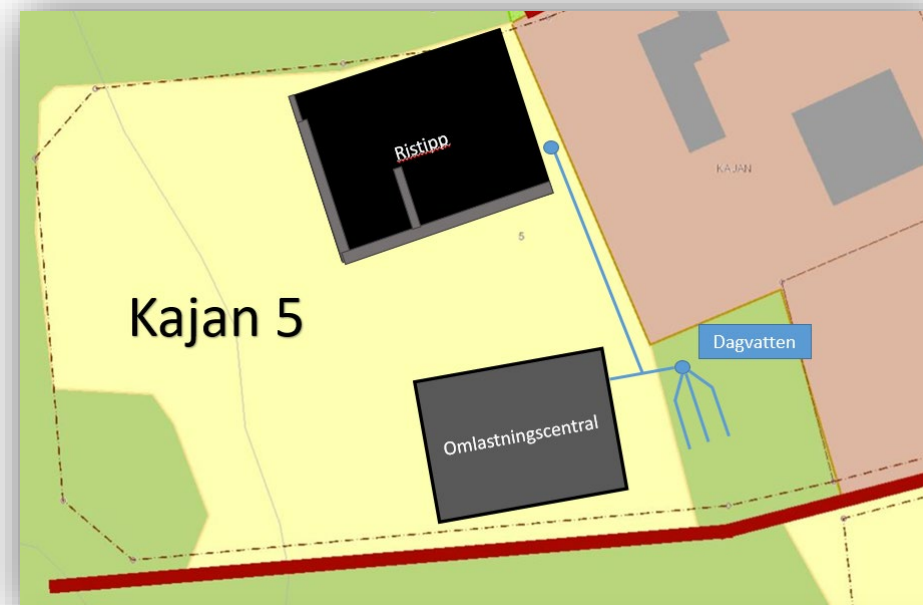 Ristipp
KAJAN
5
Kajan 5
Dagvatten
Omlastningscentral